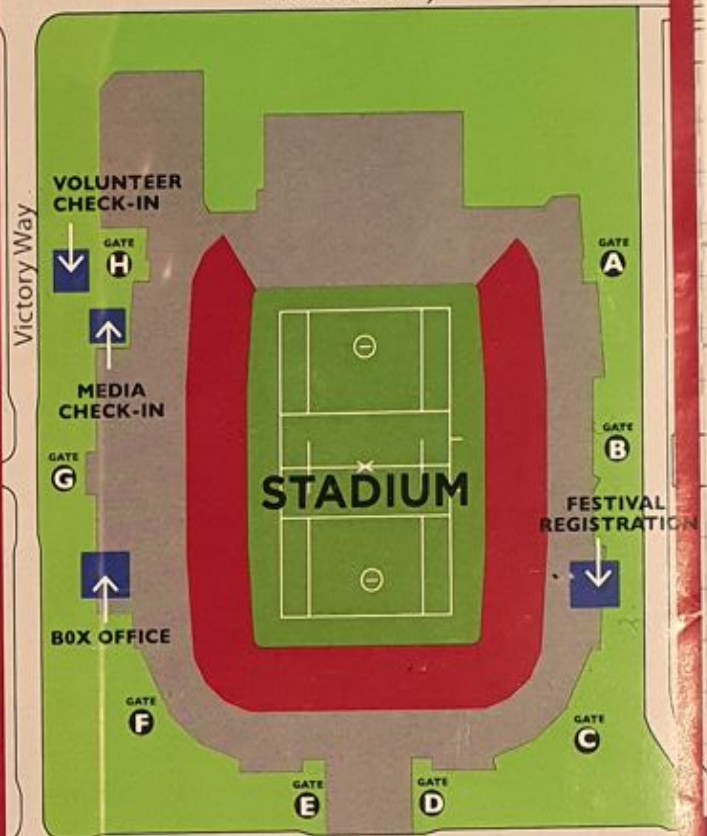 VOLUNTEER
CHECK-IN
GATE
H
GATE
A
Victory Way
MEDIA
CHECK-IN
GATE
B
GATE
G
STADIUM
FESTIVAL
REGISTRATION
B0X OFFICE
GATE
F
GATE
C
GATE
E
GATE
D